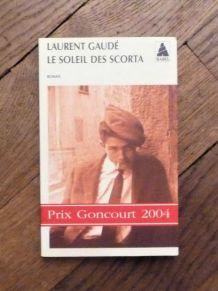 LAURENT GAUDÉ
LE SOLEIL DES SCORTA
ROMAN
BABEL
Prix Goncourt 2004